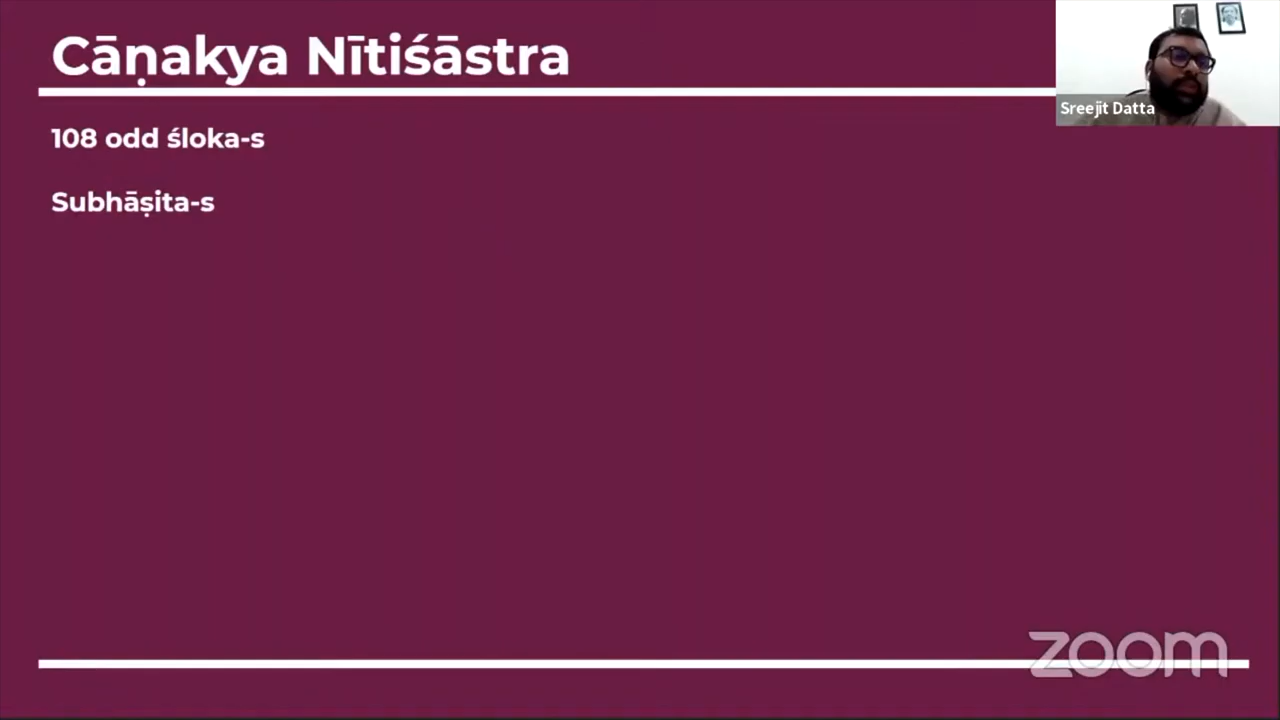 Cāṇakya Nītiśāstra
Sreejit Datta
108 odd śloka-s
Subhāṣita-s
zoom